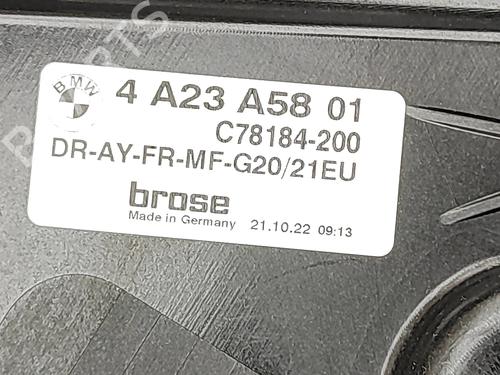 BMW
4 A23 A58 01
C78184-200
DR-AY-FR-MF-G20/21EU
brose
Made in Germany 21.10.22 09:13